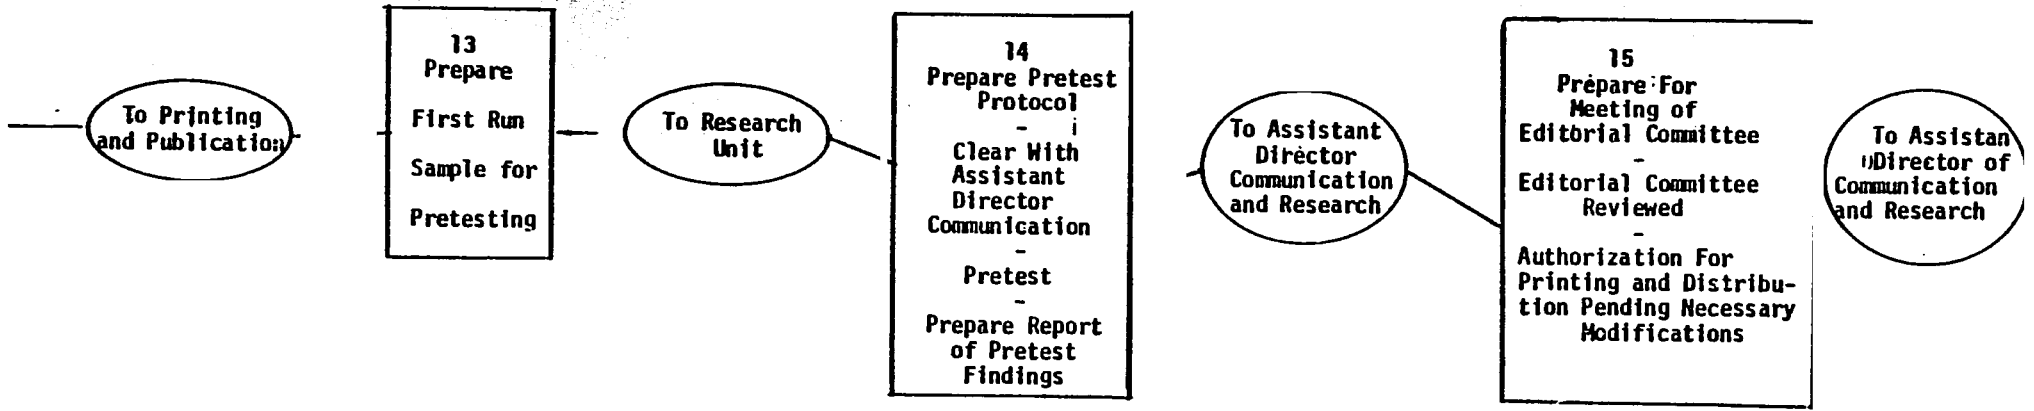 To Printing
and Publication
13
Prepare
First Run
Sample for
Pretesting
To Research
Unit
14
Prepare Pretest
Protocol
-
Clear With
Assistant
Director
Communication
-
Pretest
-
Prepare Report
of Pretest
Findings
To Assistant
Director
Communication
and Research
15
Prepare For
Meeting of
Editorial Committee
-
Editorial Committee
Reviewed
-
Authorization For
Printing and Distribu-
tion Pending Necessary
Modifications
To Assistan
Director of
Communication
and Research